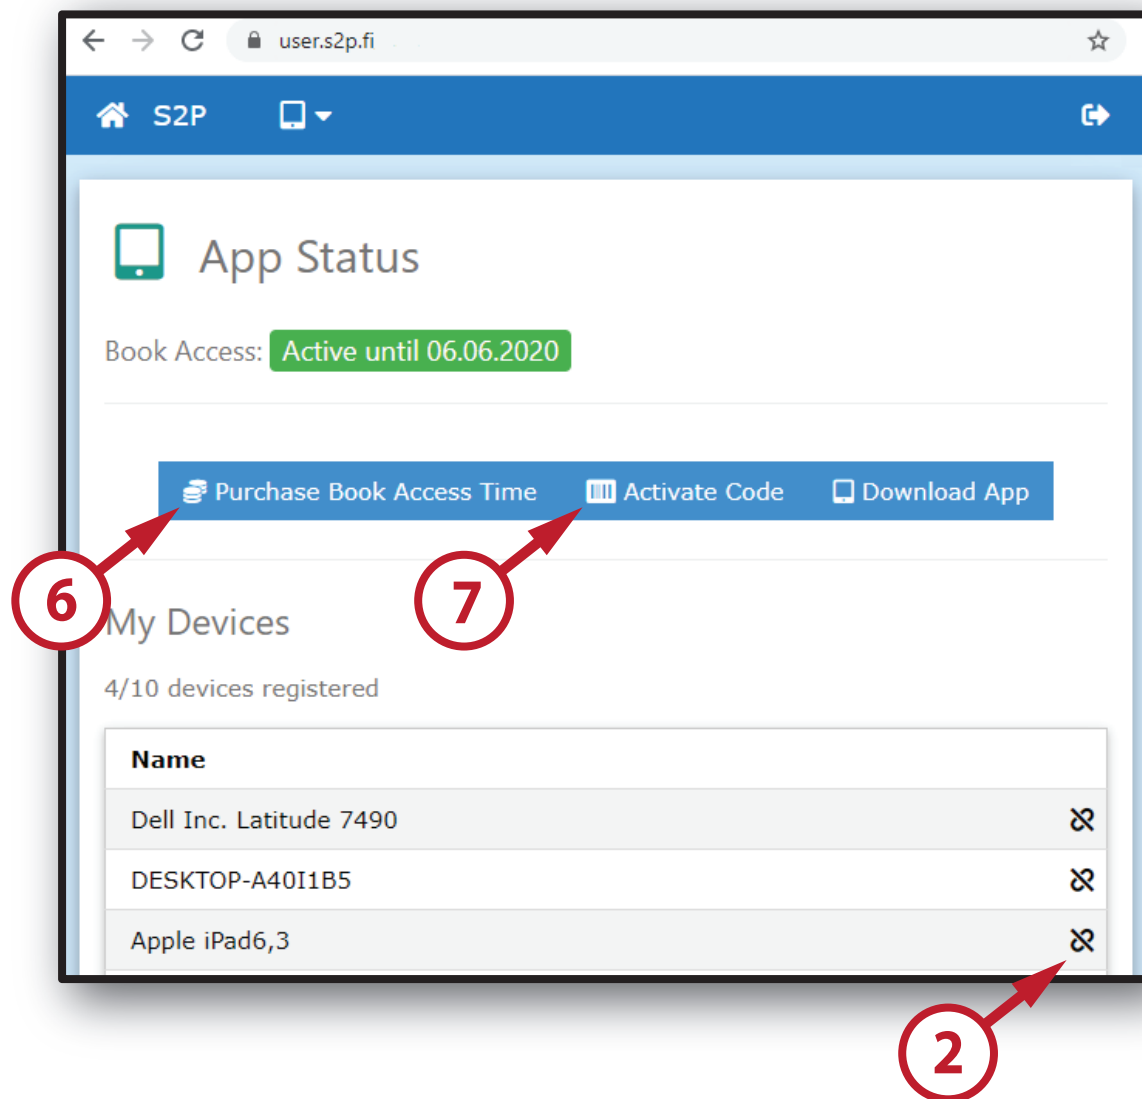 user.s2p.fi
S2P
App Status
Book Access: Active until 06.06.2020
Purchase Book Access Time Activate Code Download App
6 7
My Devices
4/10 devices registered
Name
Dell Inc. Latitude 7490
DESKTOP-A40I1B5
Apple iPad6,3
2